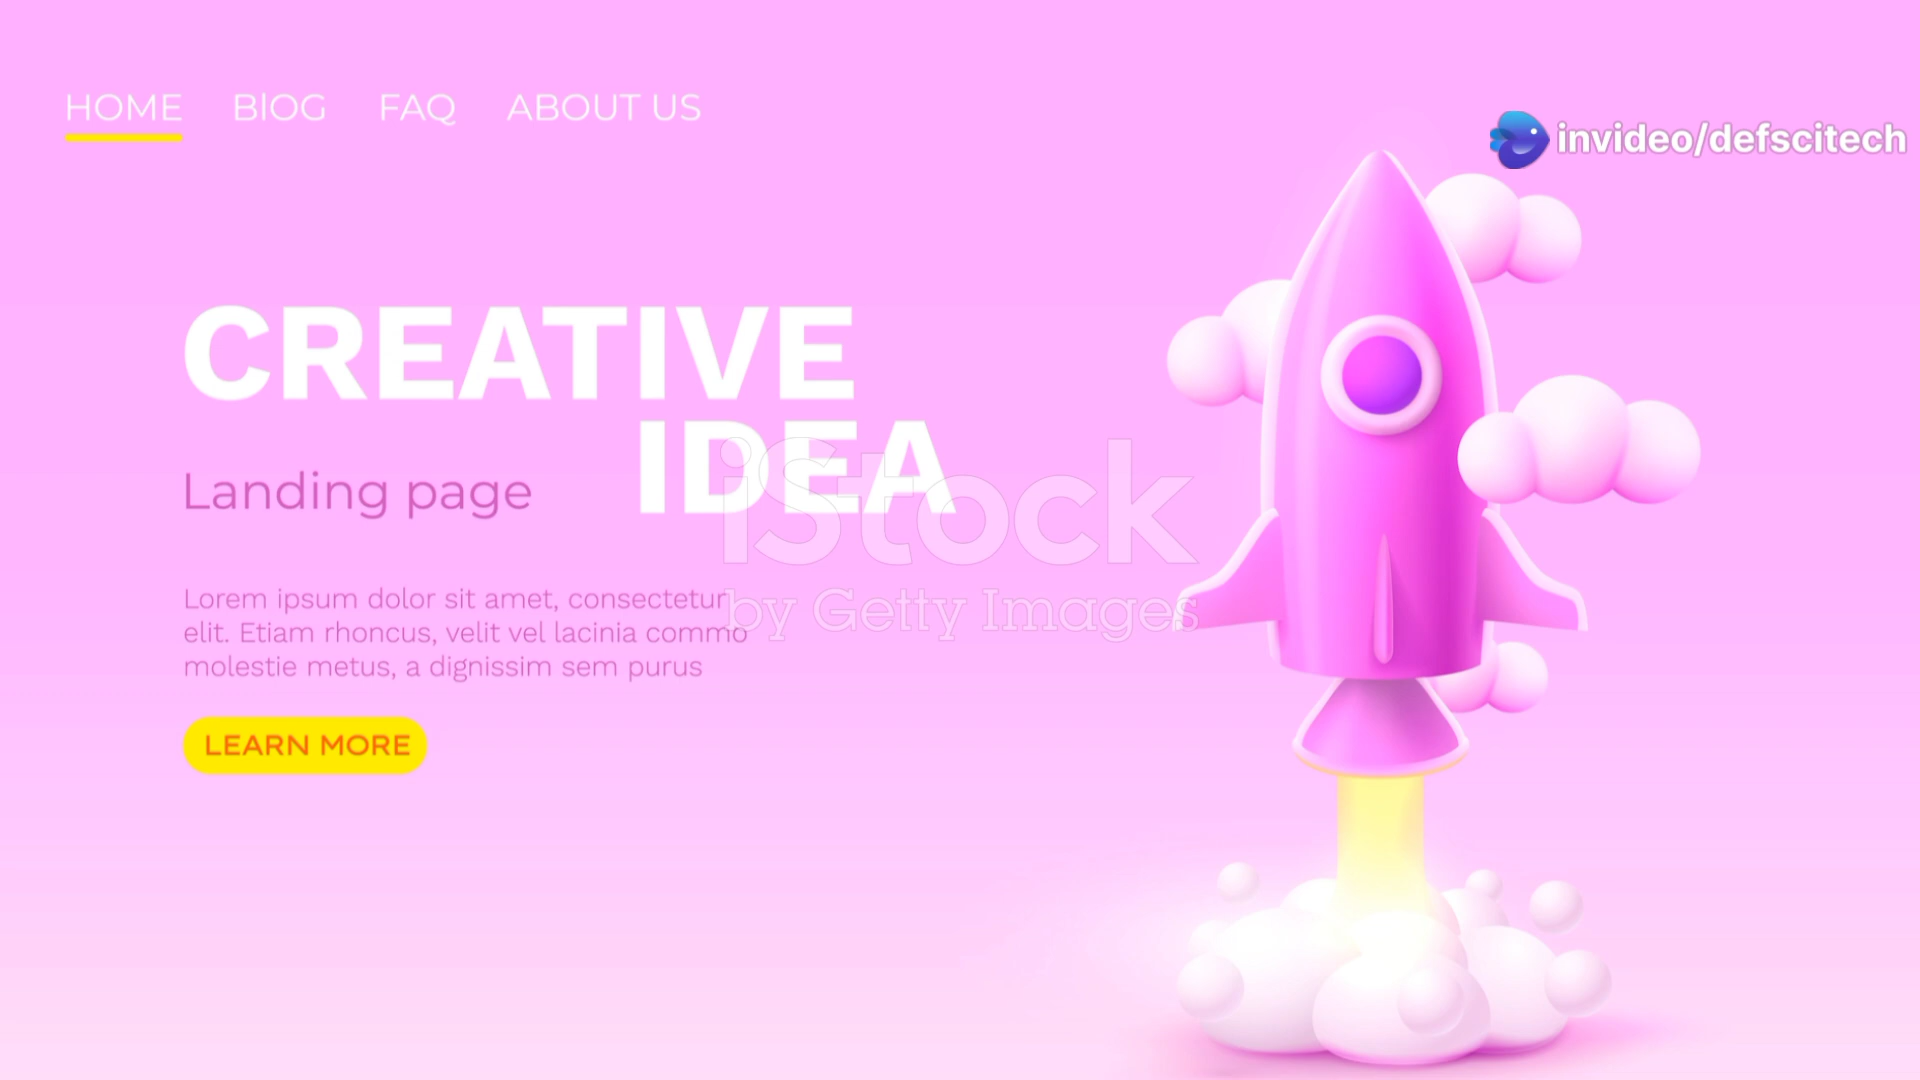 HOME BlOG FAQ ABOUT US
invideo/defscitech
CREATIVE
IDEA
Landing page
iStock
by Getty Images
Lorem ipsum dolor sit amet, consectetur
elit. Etiam rhoncus, velit vel lacinia commo
molestie metus, a dignissim sem purus
LEARN MORE